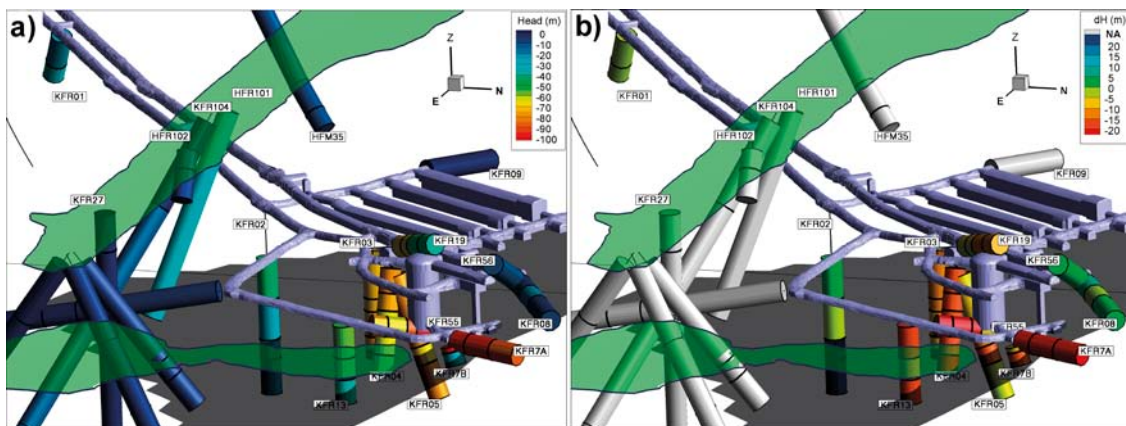 a)
Head (m)
0
-10
-20
-30
-40
-50
-60
-70
-80
-90
-100
Z
E
N
KFR01
HFR101
KFR104
HFR102
HFM35
KFR09
KFR27
KFR02
KFR03
KFR19
KFR56
KFR08
KFR55
KFR7A
KFR04
KFR7B
KFR13
KFR05
b)
dH (m)
NA
20
15
10
5
0
-5
-10
-15
-20
Z
E
N
KFR01
HFR101
KFR104
HFR102
HFM35
KFR09
KFR27
KFR02
KFR03
KFR19
KFR56
KFR08
KFR55
KFR7A
KFR04
KFR7B
KFR13
KFR05